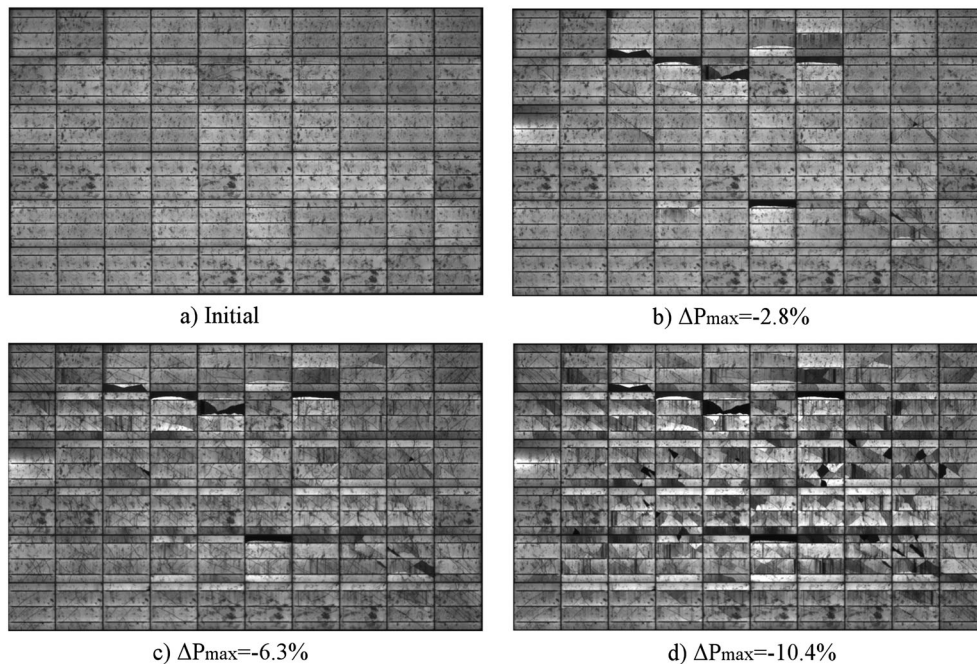 a) Initial
b) ΔPmax=-2.8%
c) ΔPmax=-6.3%
d) ΔPmax=-10.4%